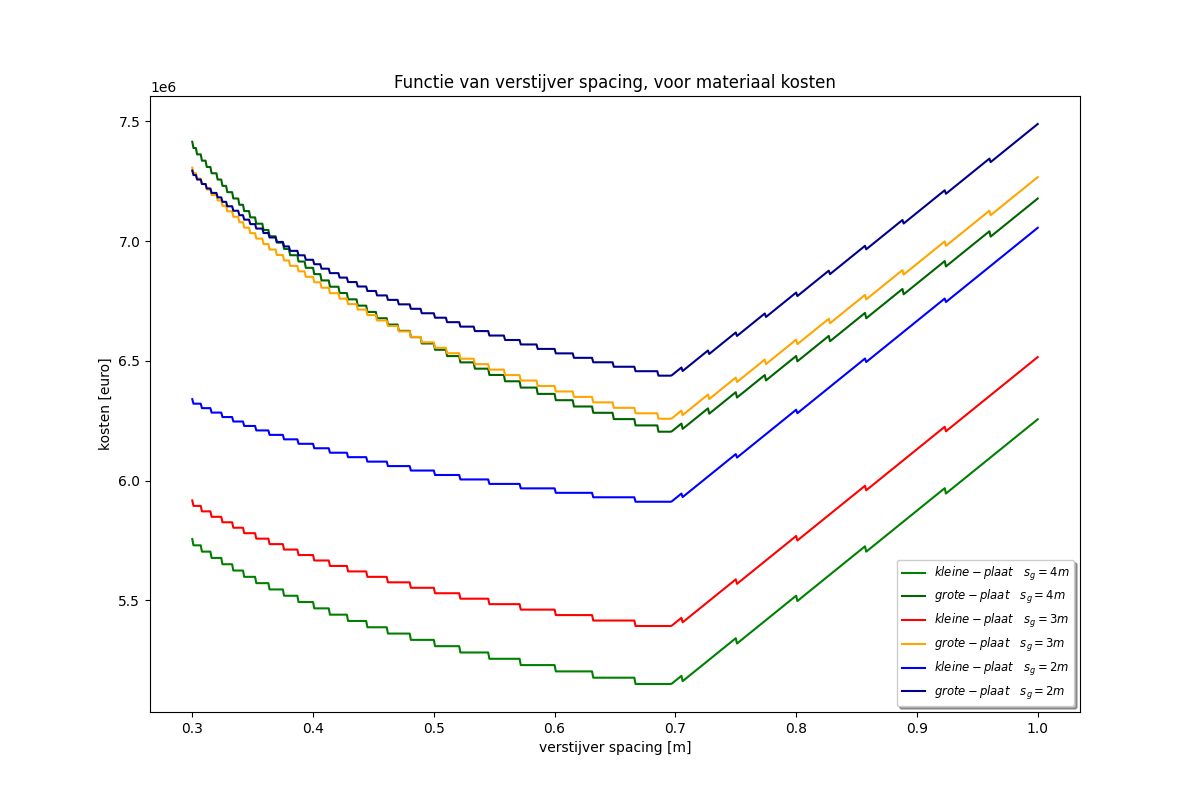 Functie van verstijver spacing, voor materiaal kosten
1e6
7.5
7.0
6.5
6.0
5.5
kosten [euro]
0.3 0.4 0.5 0.6 0.7 0.8 0.9 1.0
verstijver spacing [m]
kleine − plaat s_g = 4m
grote − plaat s_g = 4m
kleine − plaat s_g = 3m
grote − plaat s_g = 3m
kleine − plaat s_g = 2m
grote − plaat s_g = 2m